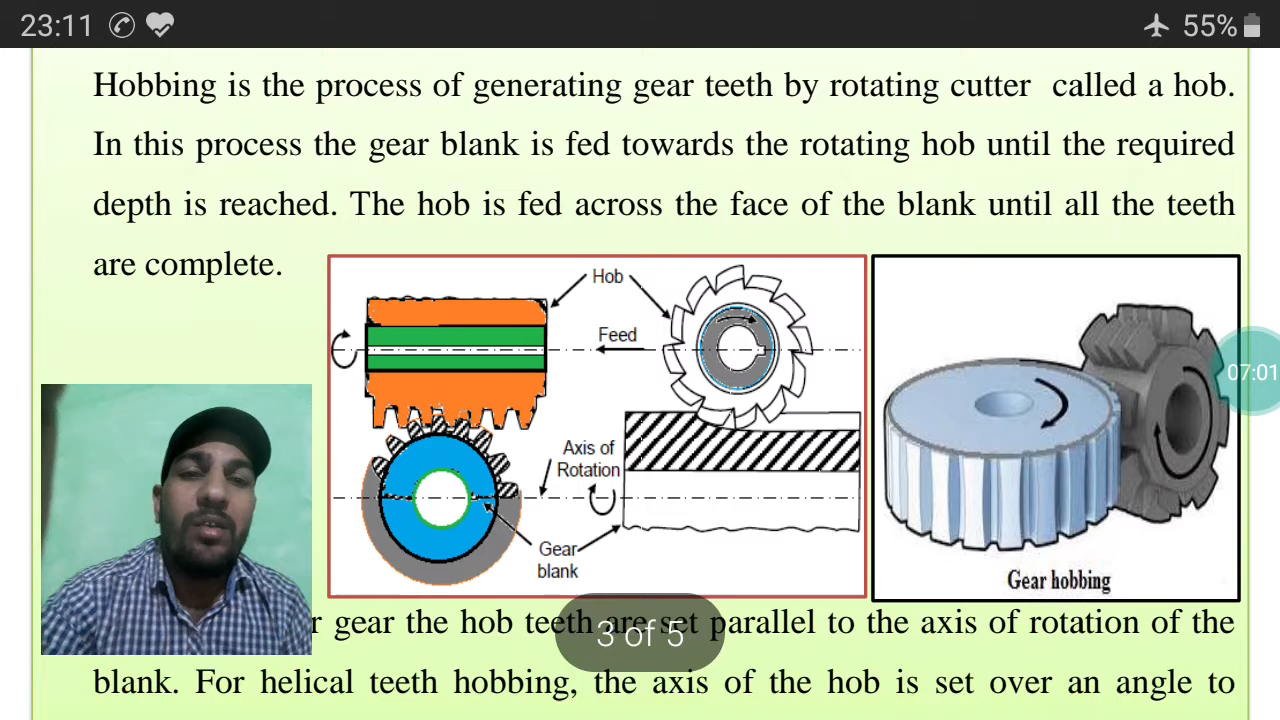 23:11
55%
Hobbing is the process of generating gear teeth by rotating cutter called a hob.
In this process the gear blank is fed towards the rotating hob until the required
depth is reached. The hob is fed across the face of the blank until all the teeth
are complete.
Hob
Feed
Axis of
Rotation
Gear
blank
Gear hobbing
07:01
r gear the hob teeth are set parallel to the axis of rotation of the
3 of 5
blank. For helical teeth hobbing, the axis of the hob is set over an angle to